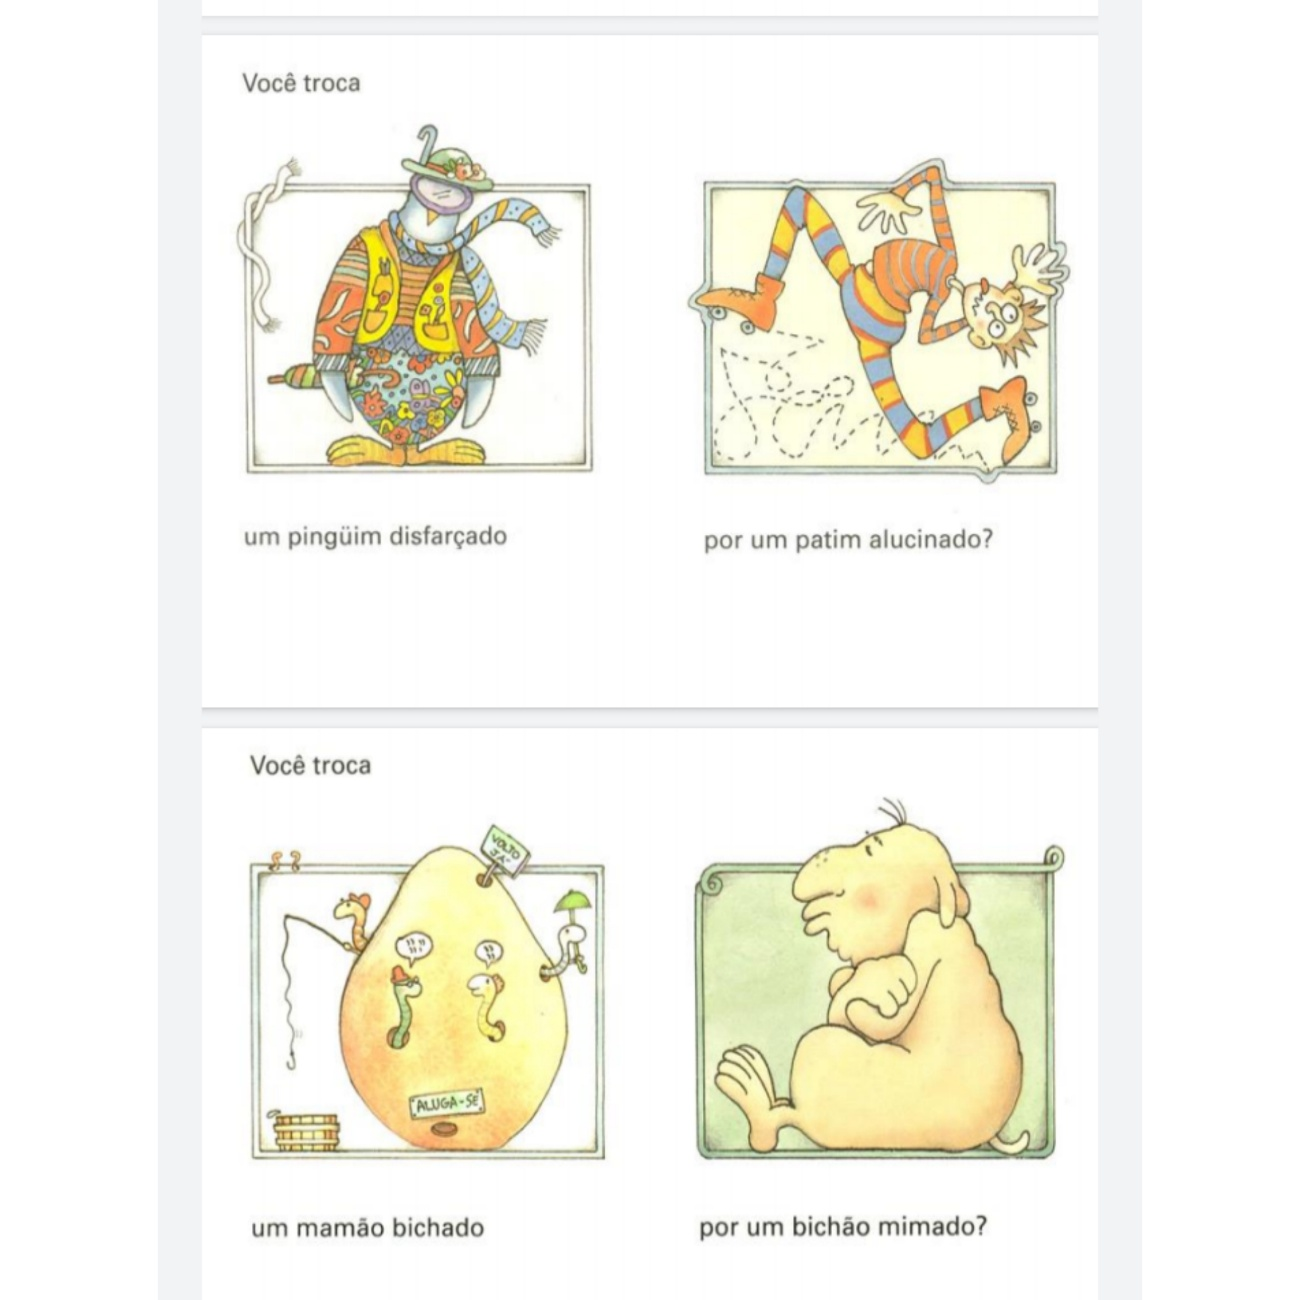 Você troca
um pingüim disfarçado
por um patim alucinado?
Você troca
VOLTO
JÁ
ALUGA-SE
um mamão bichado
por um bichão mimado?